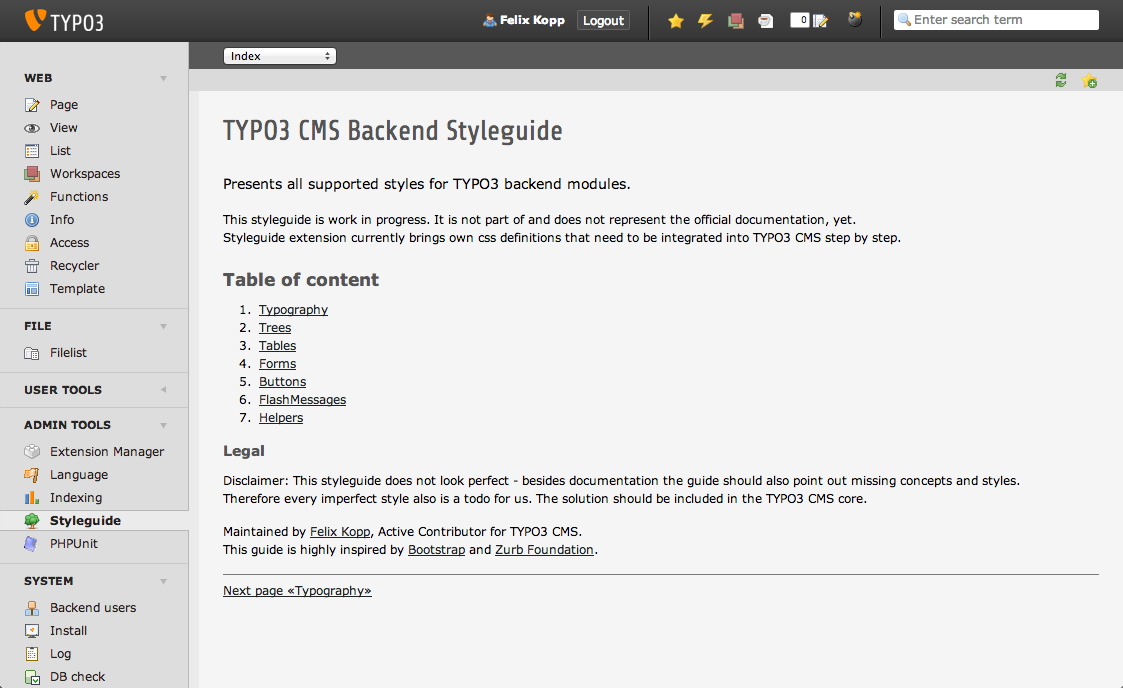 TYPO3
Felix Kopp
Logout
0
Enter search term
Index
WEB
Page
View
List
Workspaces
Functions
Info
Access
Recycler
Template
FILE
Filelist
USER TOOLS
ADMIN TOOLS
Extension Manager
Language
Indexing
Styleguide
PHPUnit
SYSTEM
Backend users
Install
Log
DB check
TYPO3 CMS Backend Styleguide
Presents all supported styles for TYPO3 backend modules.
This styleguide is work in progress. It is not part of and does not represent the official documentation, yet.
Styleguide extension currently brings own css definitions that need to be integrated into TYPO3 CMS step by step.
Table of content
1. Typography
2. Trees
3. Tables
4. Forms
5. Buttons
6. FlashMessages
7. Helpers
Legal
Disclaimer: This styleguide does not look perfect - besides documentation the guide should also point out missing concepts and styles.
Therefore every imperfect style also is a todo for us. The solution should be included in the TYPO3 CMS core.
Maintained by Felix Kopp, Active Contributor for TYPO3 CMS.
This guide is highly inspired by Bootstrap and Zurb Foundation.
Next page «Typography»